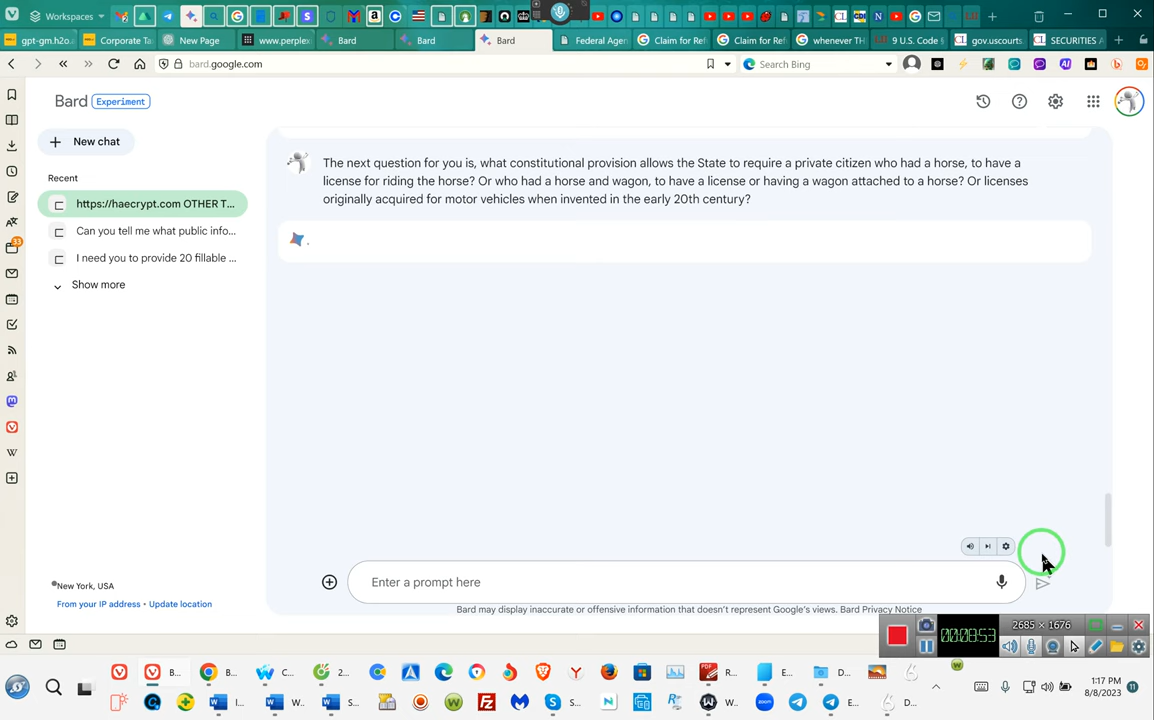 Workspaces
gpt-gm.h2o.
Corporate Ta
New Page
www.perplex
Bard
Bard
Bard
Federal Agen
Claim for Ref
Claim for Ref
whenever TH
9 U.S. Code §
gov.uscourts
SECURITIES A
bard.google.com
Search Bing
Bard
Experiment
New chat
Recent
https://haecrypt.com OTHER T...
Can you tell me what public info...
I need you to provide 20 fillable ...
Show more
The next question for you is, what constitutional provision allows the State to require a private citizen who had a horse, to have a
license for riding the horse? Or who had a horse and wagon, to have a license or having a wagon attached to a horse? Or licenses
originally acquired for motor vehicles when invented in the early 20th century?
33
New York, USA
From your IP address • Update location
Enter a prompt here
Bard may display inaccurate or offensive information that doesn't represent Google's views. Bard Privacy Notice
2685 × 1676
00:08:53
B...
B...
C...
2...
R...
E...
D...
I...
W...
S...
S...
N...
R...
W...
E...
D...
1:17 PM
8/8/2023
11